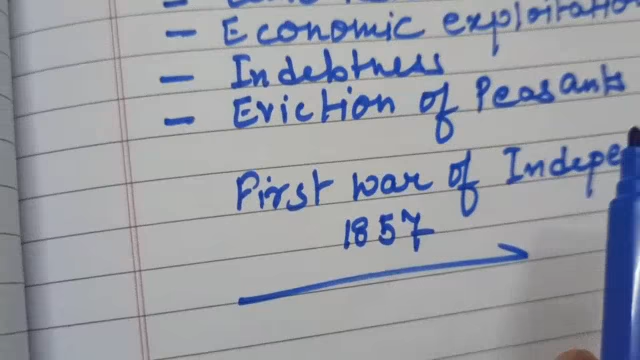 - Economic exploitation
- Indebtness
- Eviction of Peasants
First war of Indepe
1857